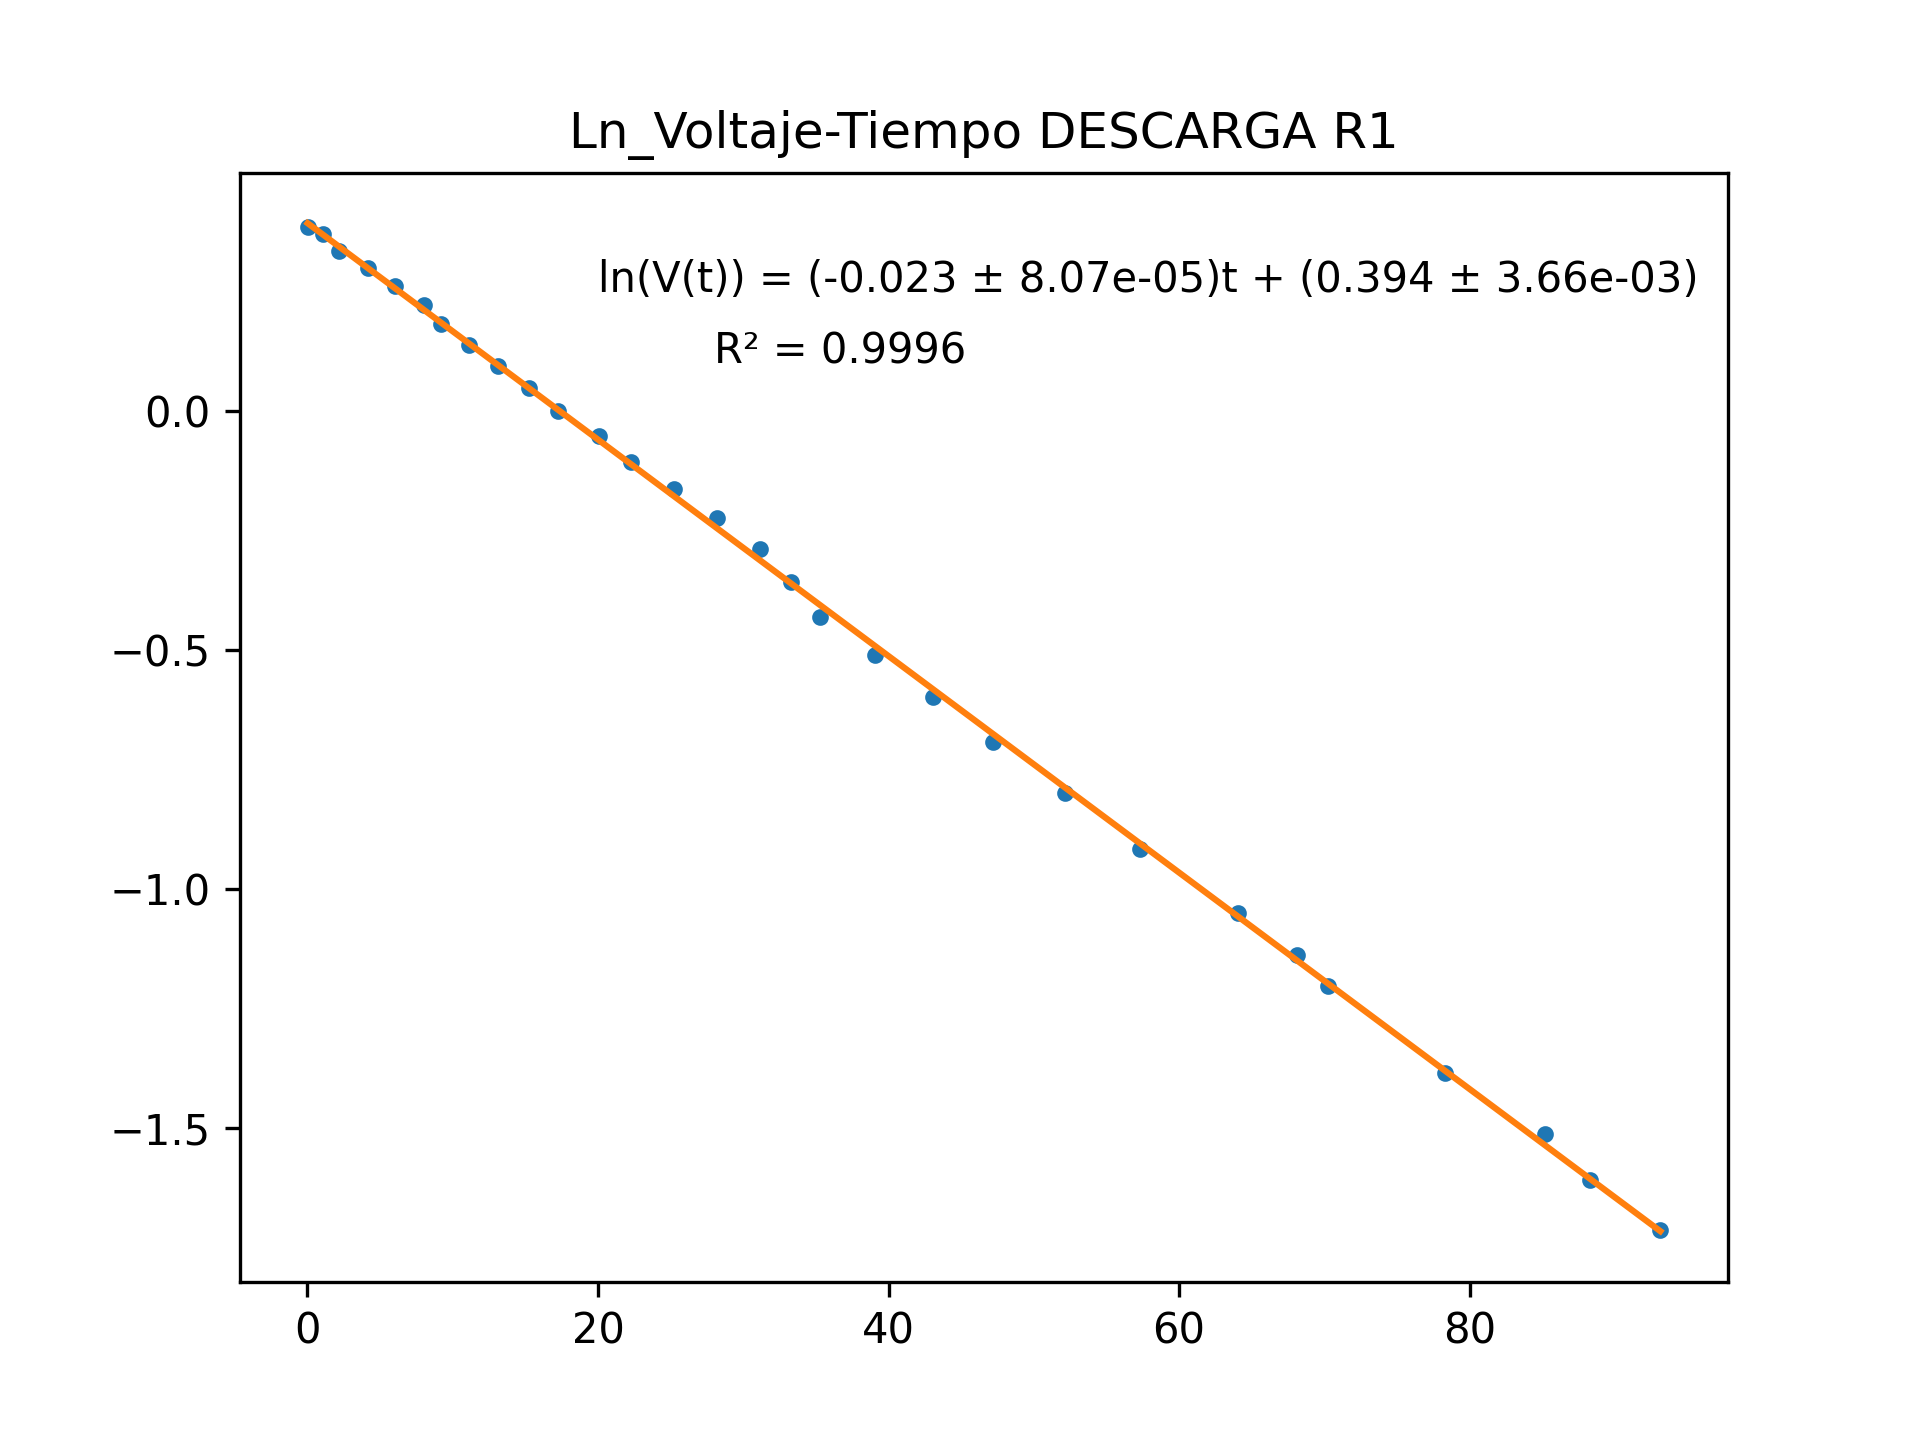 Ln_Voltaje-Tiempo DESCARGA R1
ln(V(t)) = (-0.023 ± 8.07e-05)t + (0.394 ± 3.66e-03)
R² = 0.9996
0.0
−0.5
−1.0
−1.5
0 20 40 60 80